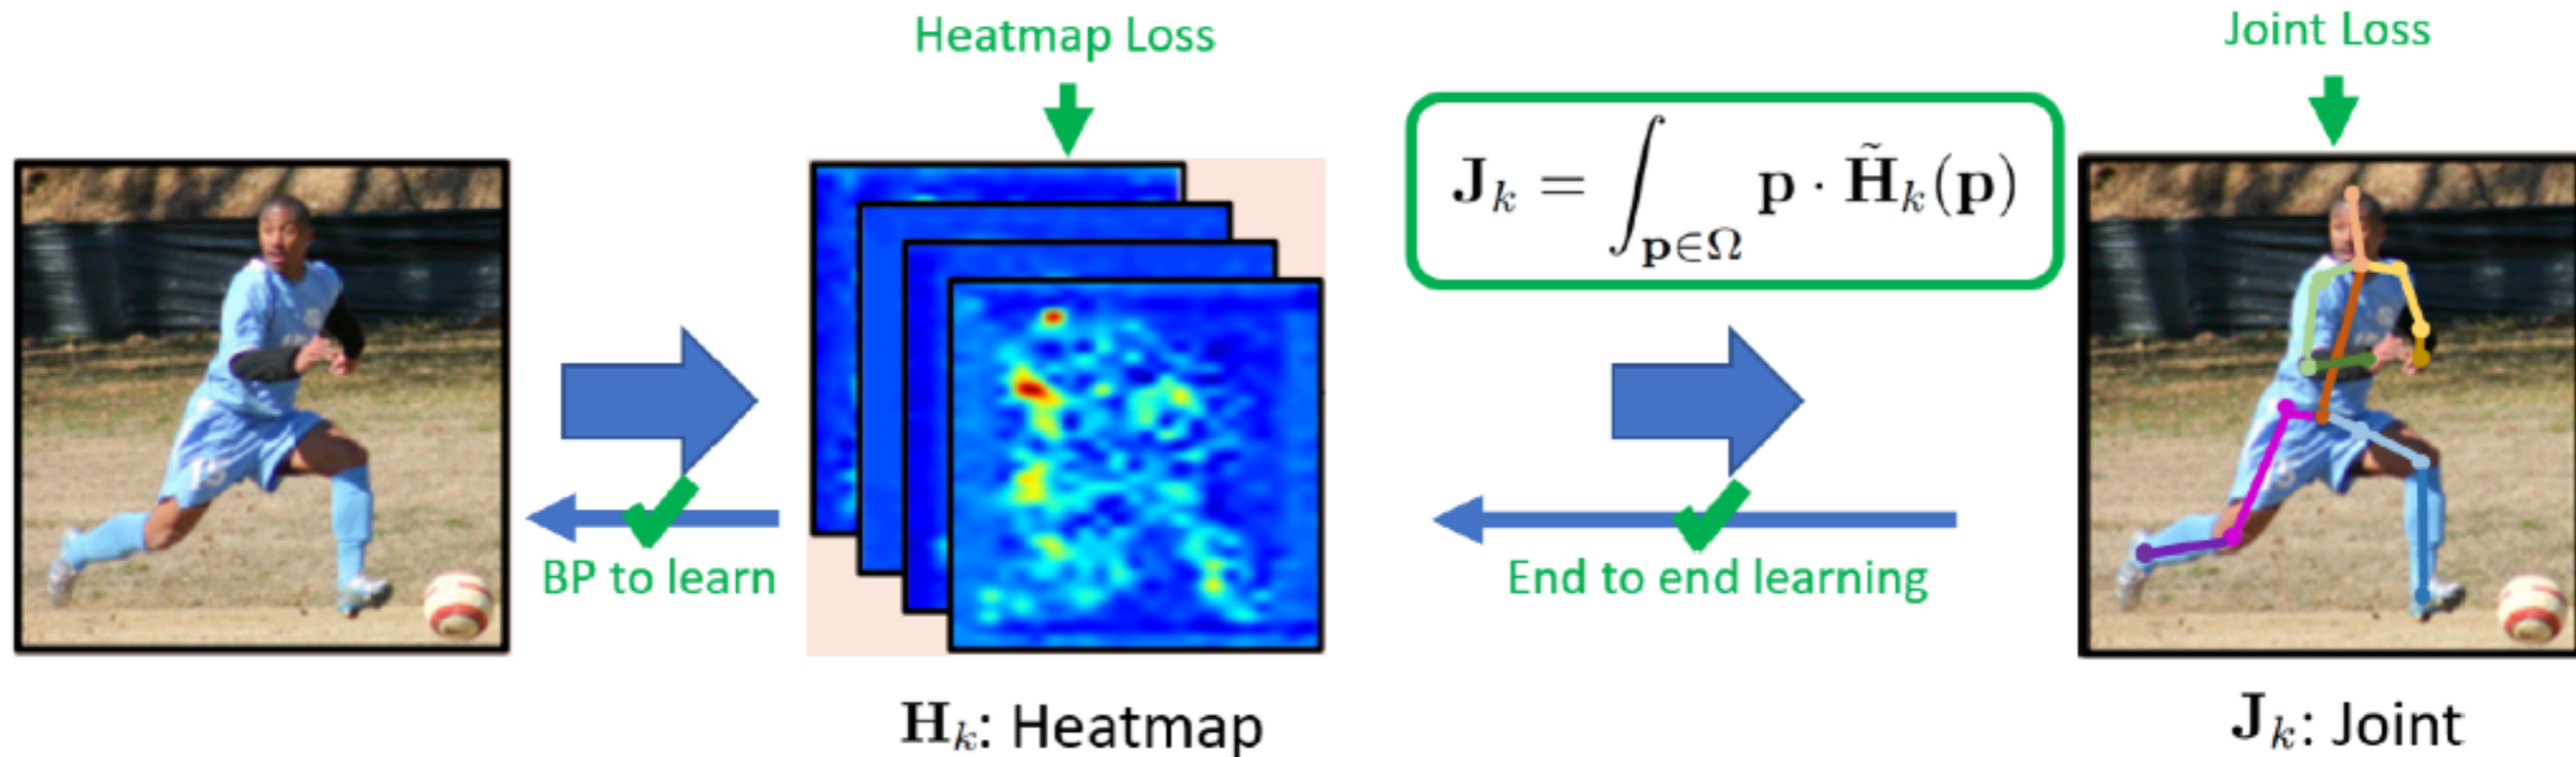 Heatmap Loss
Joint Loss
J_k = ∫_{p∈Ω} p · H̃_k(p)
BP to learn
End to end learning
H_k: Heatmap
J_k: Joint